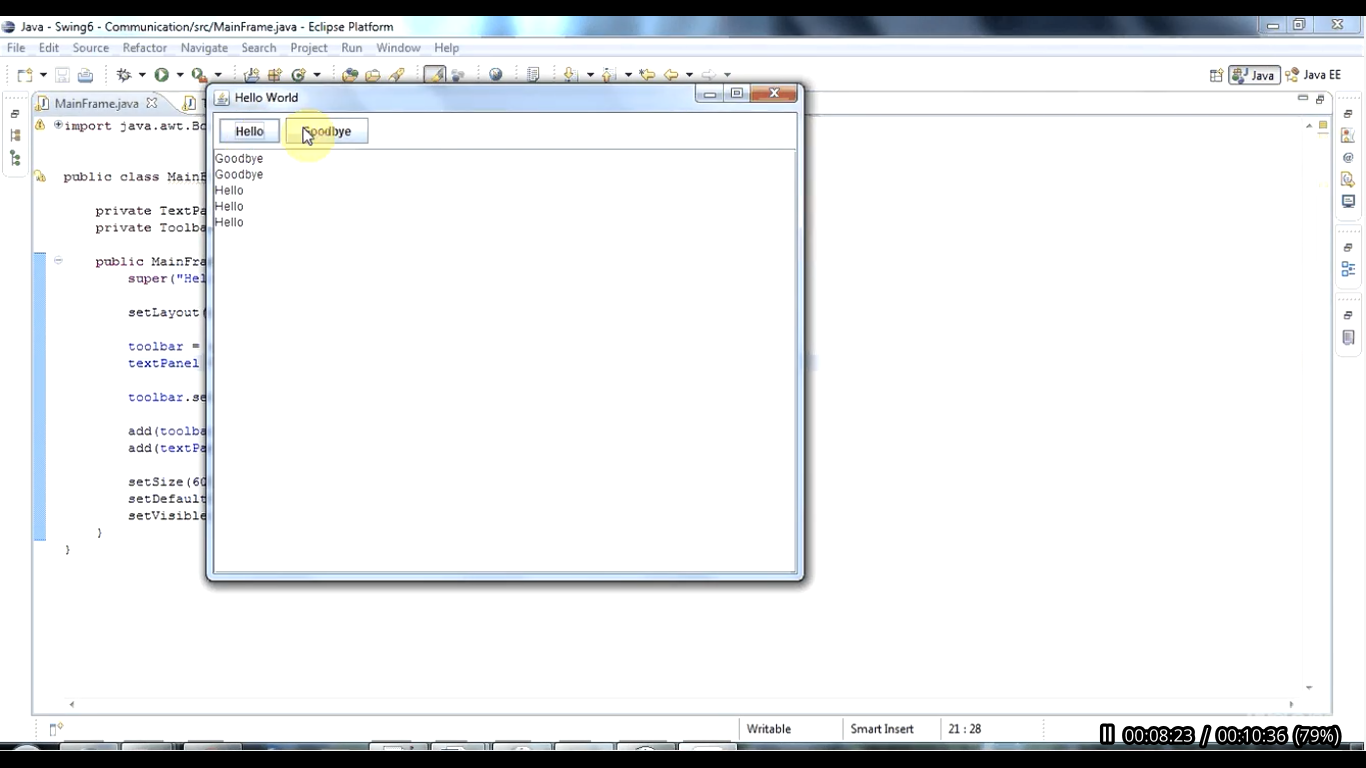 Java - Swing6 - Communication/src/MainFrame.java - Eclipse Platform
File Edit Source Refactor Navigate Search Project Run Window Help
Java Java EE
Hello World
MainFrame.java
Hello Goodbye
import java.awt.Bo
Goodbye
Goodbye
public class MainF
Hello
Hello
private TextPa
Hello
private Toolba
public MainFra
super("Hel
setLayout(
toolbar =
textPanel
toolbar.se
add(toolba
add(textPa
setSize(60
setDefault
setVisible
}
}
Writable Smart Insert 21 : 28
00:08:23 / 00:10:36 (79%)